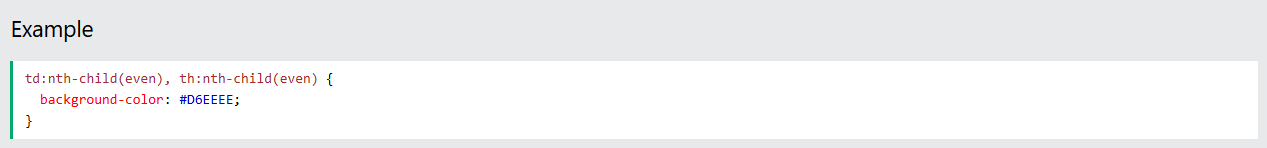 Example
td:nth-child(even), th:nth-child(even) {
  background-color: #D6EEEE;
}